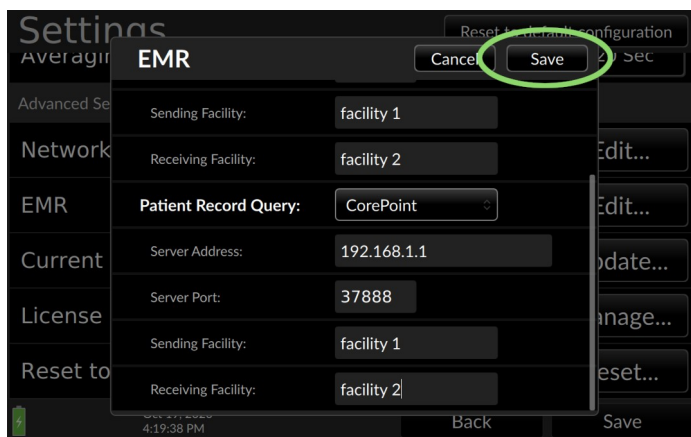 Settings
Reset to default configuration
Averagin
20 Sec
EMR
Cancel
Save
Advanced Se
Sending Facility:
facility 1
Network
Receiving Facility:
facility 2
Edit...
EMR
Patient Record Query:
CorePoint
Edit...
Current
Server Address:
192.168.1.1
pdate...
License
Server Port:
37888
anage...
Sending Facility:
facility 1
Reset to
Receiving Facility:
facility 2
eset...
4:19:38 PM
Back
Save